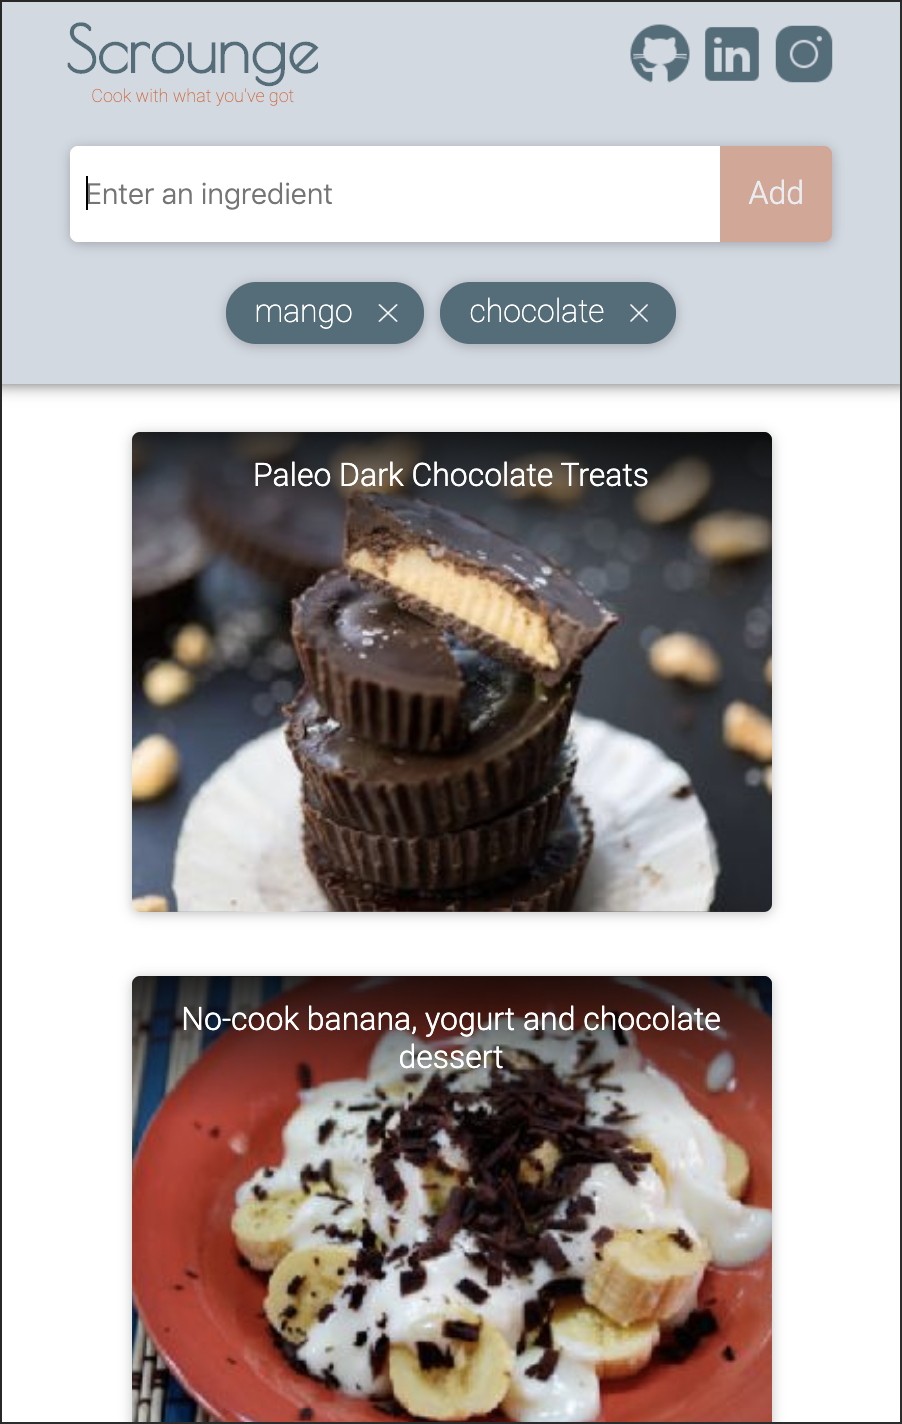 Scrounge
Cook with what you've got
in
Enter an ingredient
Add
mango
chocolate
Paleo Dark Chocolate Treats
No-cook banana, yogurt and chocolate
dessert